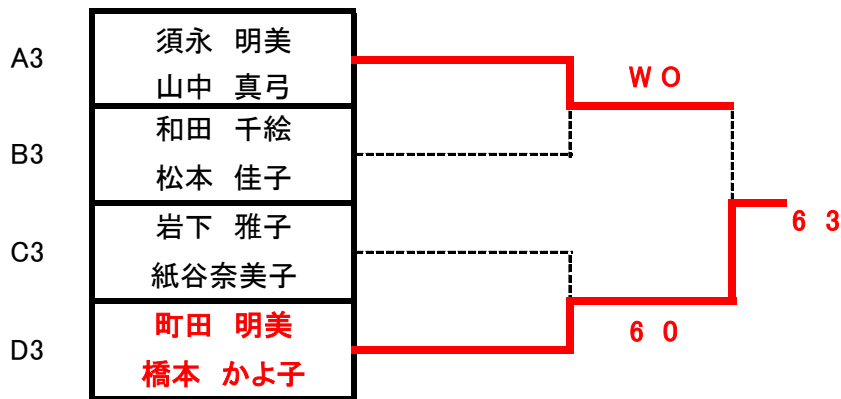 A3
須永　明美
山中　真弓
B3
和田　千絵
松本　佳子
C3
岩下　雅子
紙谷奈美子
D3
町田　明美
橋本　かよ子
W O
6 0
6 3